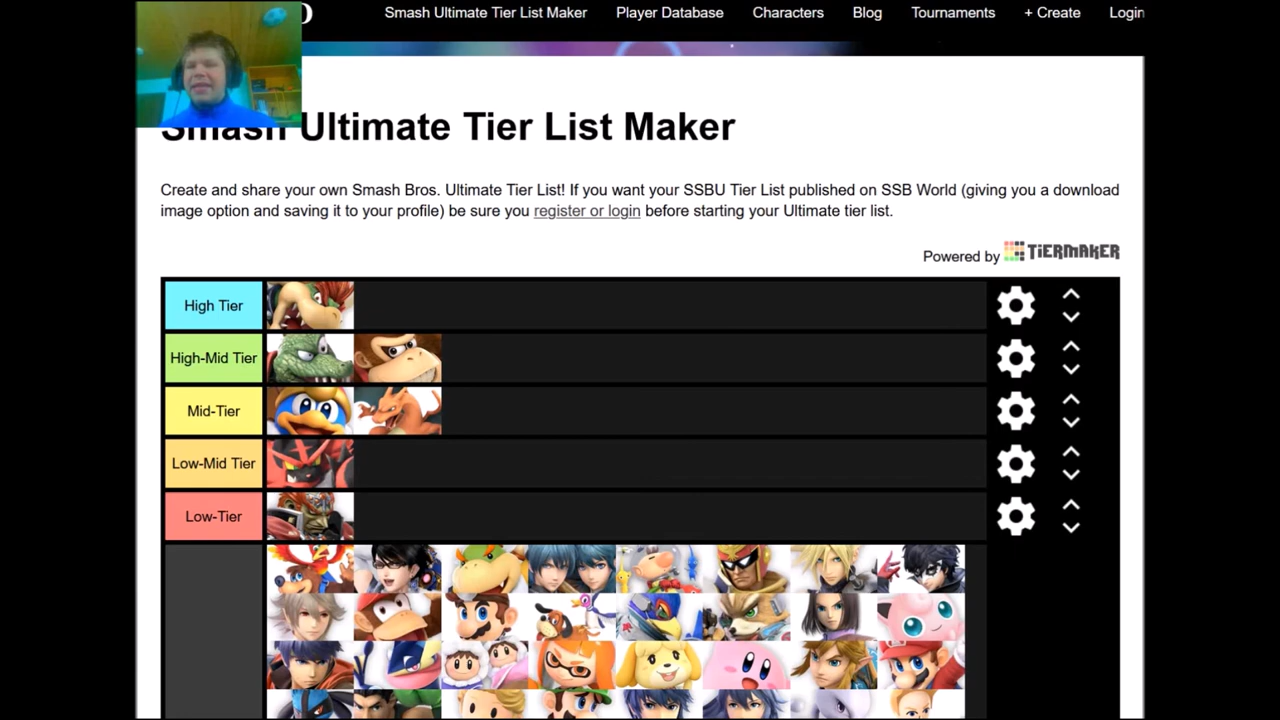 Smash Ultimate Tier List Maker Player Database Characters Blog Tournaments + Create Login
Smash Ultimate Tier List Maker
Create and share your own Smash Bros. Ultimate Tier List! If you want your SSBU Tier List published on SSB World (giving you a download
image option and saving it to your profile) be sure you register or login before starting your Ultimate tier list.
Powered by TiERMAKER
High Tier
High-Mid Tier
Mid-Tier
Low-Mid Tier
Low-Tier